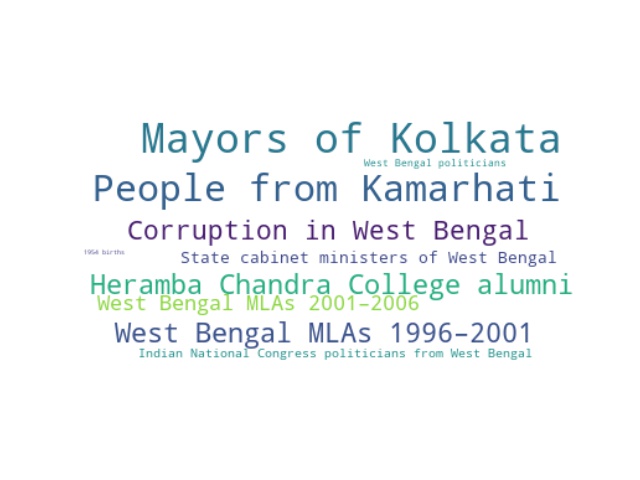 Mayors of Kolkata
West Bengal politicians
People from Kamarhati
Corruption in West Bengal
1954 births
State cabinet ministers of West Bengal
Heramba Chandra College alumni
West Bengal MLAs 2001–2006
West Bengal MLAs 1996–2001
Indian National Congress politicians from West Bengal